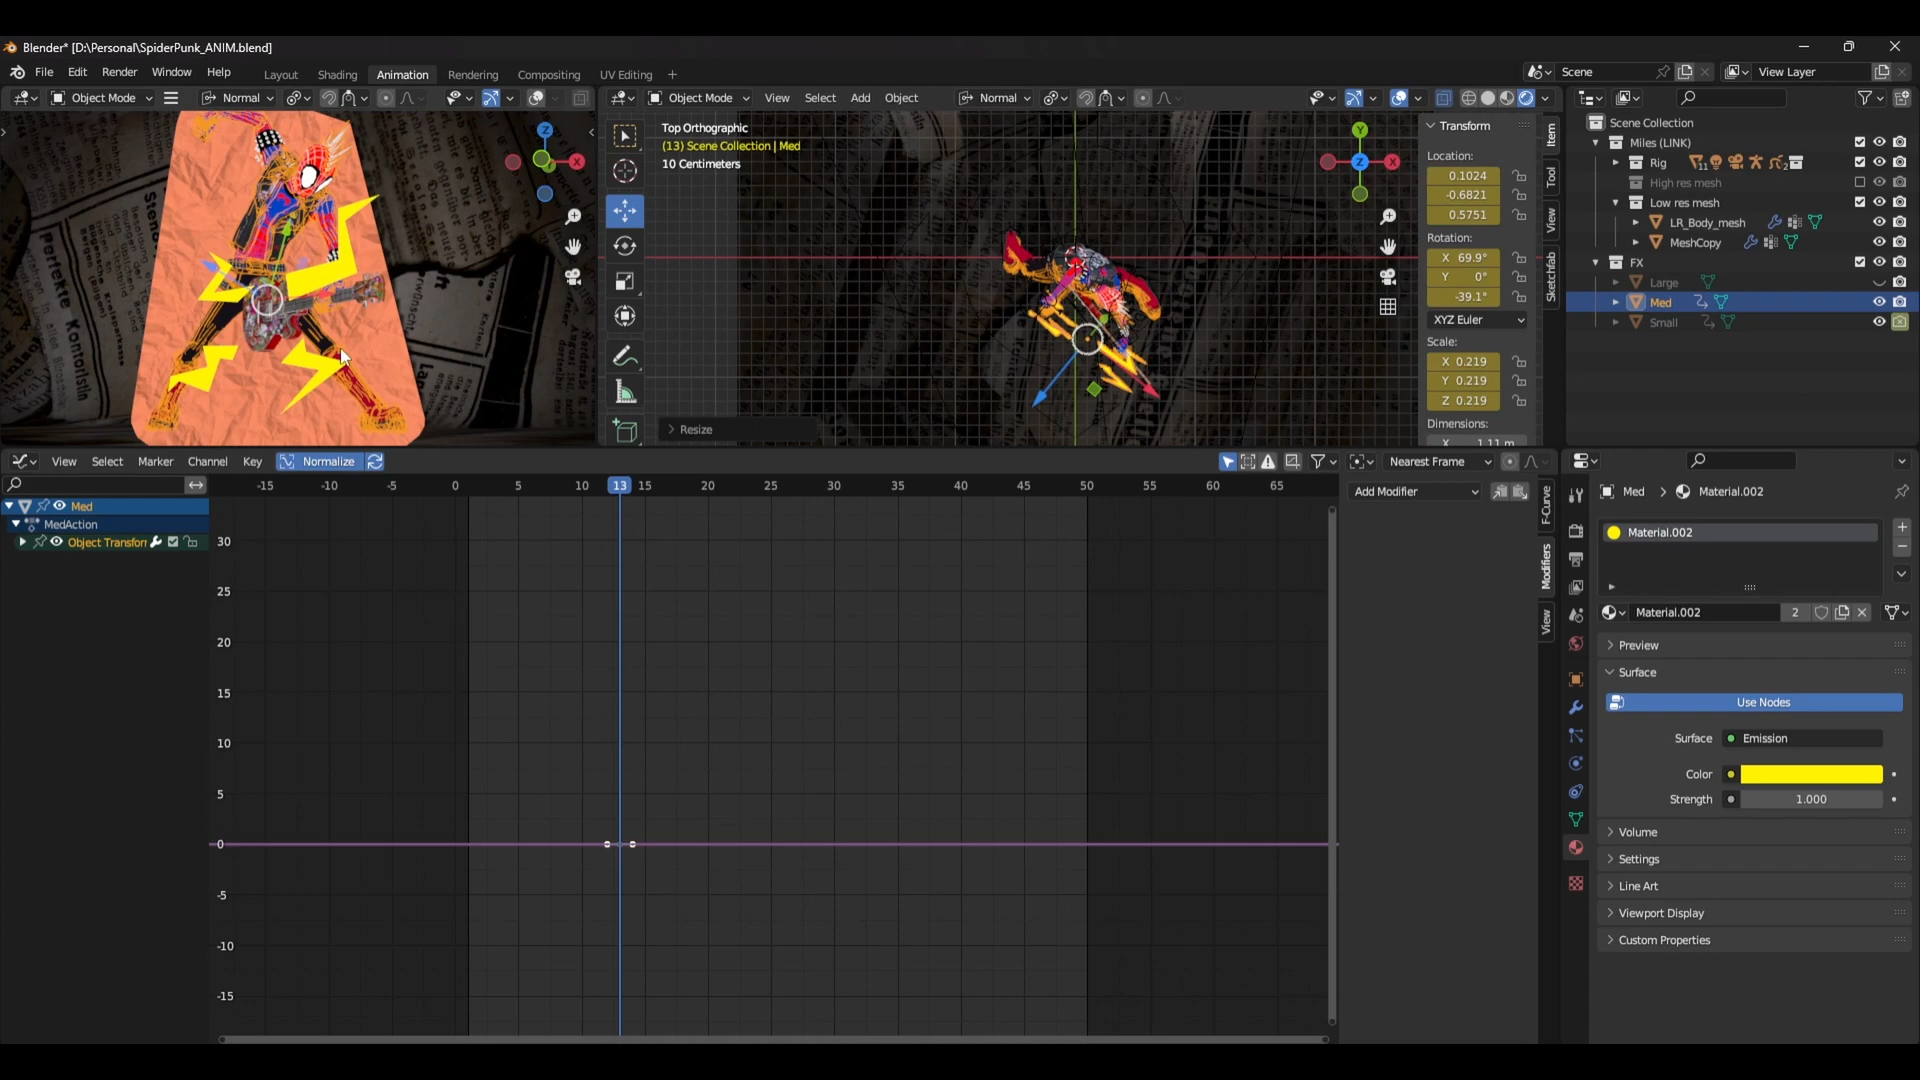 Blender* [D:\Personal\SpiderPunk_ANIM.blend]
File Edit Render Window Help
Layout Shading Animation Rendering Compositing UV Editing +
Scene
View Layer
Object Mode
Normal
Object Mode View Select Add Object
Normal
Top Orthographic
(13) Scene Collection | Med
10 Centimeters
Z
X
Y
X
Z
Perfekte Kontoristin
Resize
Transform
Location:
0.1024
-0.6821
0.5751
Rotation:
X 69.9°
Y 0°
-39.1°
XYZ Euler
Scale:
X 0.219
Y 0.219
Z 0.219
Dimensions:
X 1.11 m
Item
Tool
View
Sketchfab
Scene Collection
Miles (LINK)
Rig 11 2
High res mesh
Low res mesh
LR_Body_mesh
MeshCopy
FX
Large
Med
Small
View Select Marker Channel Key Normalize
Nearest Frame
-15 -10 -5 0 5 10 13 15 20 25 30 35 40 45 50 55 60 65
Med
MedAction
Object Transfor
30
25
20
15
10
5
0
-5
-10
-15
Add Modifier
F-Curve
Modifiers
View
Med > Material.002
Material.002
Material.002 2
Preview
Surface
Use Nodes
Surface Emission
Color
Strength 1.000
Volume
Settings
Line Art
Viewport Display
Custom Properties